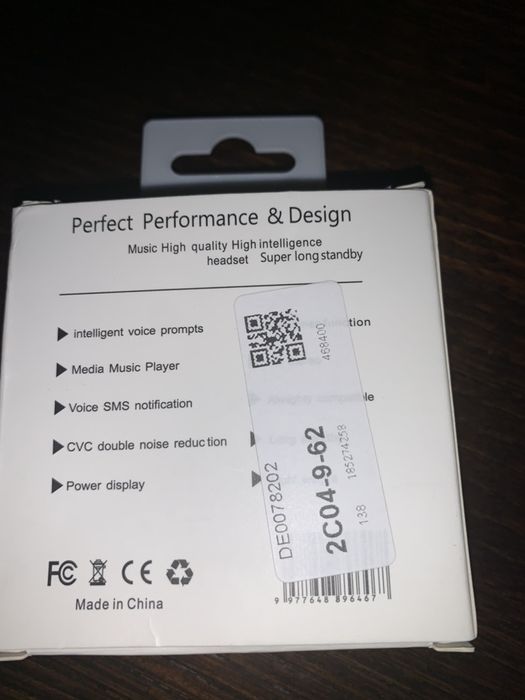 Perfect Performance & Design
Music High quality High intelligence
headset Super long standby
intelligent voice prompts
Media Music Player
Voice SMS notification
CVC double noise reduction
Power display
FC CE
Made in China
468400
DE0078202
2C04-9-62
185274258
138
9 977648 896467